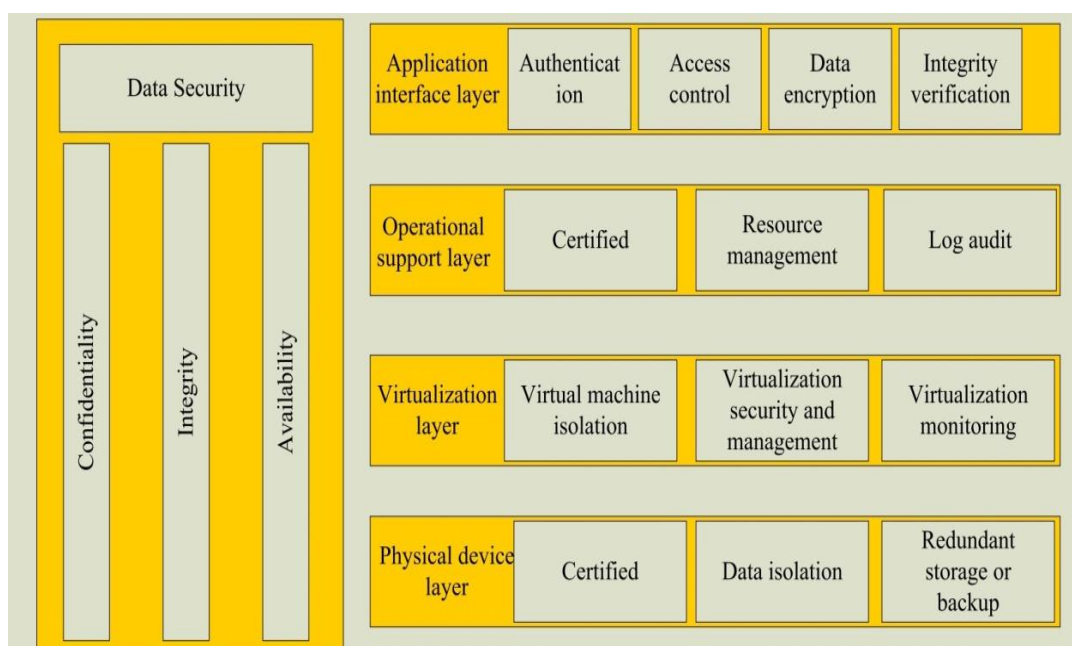 Data Security
Confidentiality
Integrity
Availability
Application
interface layer
Authenticat
ion
Access
control
Data
encryption
Integrity
verification
Operational
support layer
Certified
Resource
management
Log audit
Virtualization
layer
Virtual machine
isolation
Virtualization
security and
management
Virtualization
monitoring
Physical device
layer
Certified
Data isolation
Redundant
storage or
backup